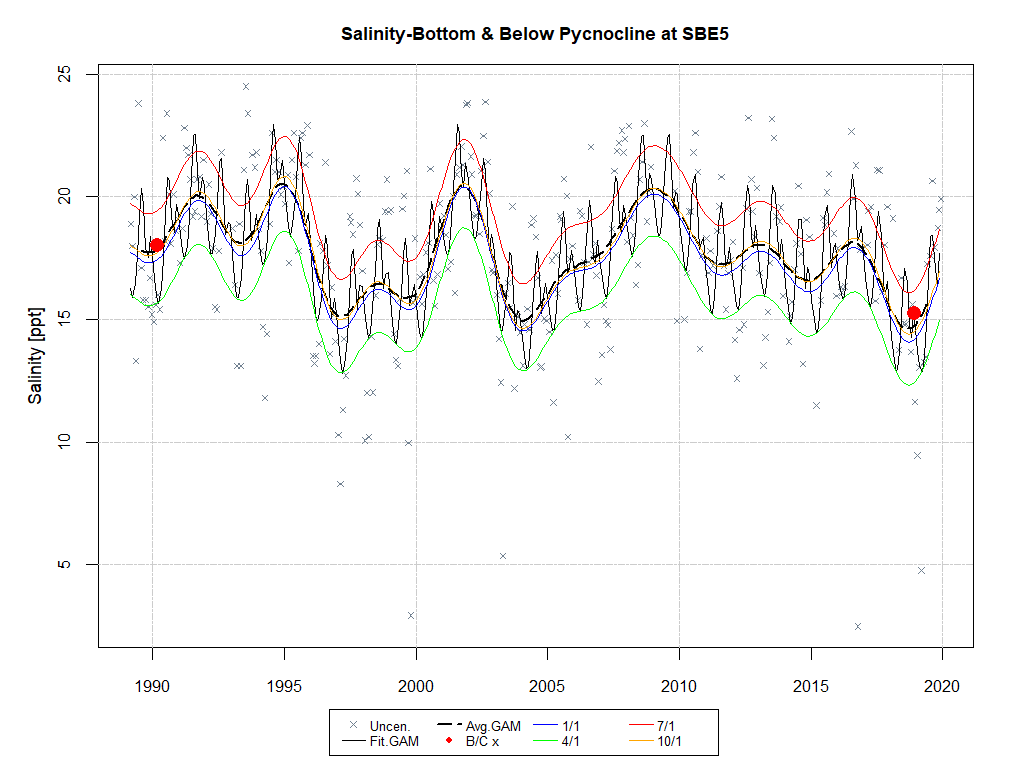 Salinity-Bottom & Below Pycnocline at SBE5
25
20
15
10
5
Salinity [ppt]
1990 1995 2000 2005 2010 2015 2020
Uncen. Avg.GAM 1/1 7/1
Fit.GAM B/C x 4/1 10/1